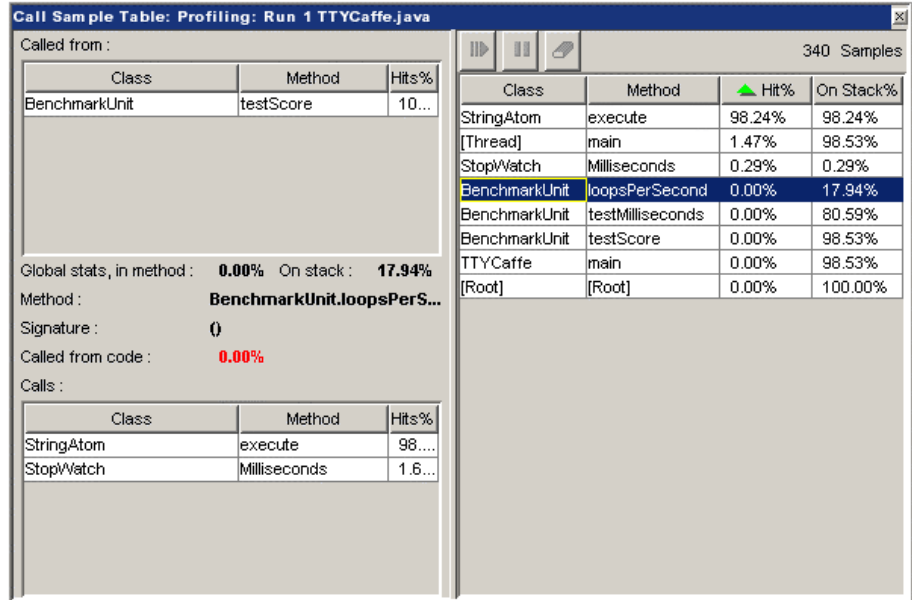 Call Sample Table: Profiling: Run 1 TTYCaffe.java
Called from :
Class Method Hits%
BenchmarkUnit testScore 10...
Global stats, in method : 0.00% On stack : 17.94%
Method : BenchmarkUnit.loopsPerS...
Signature : ()
Called from code : 0.00%
Calls :
Class Method Hits%
StringAtom execute 98....
StopWatch Milliseconds 1.6...
340 Samples
Class Method Hit% On Stack%
StringAtom execute 98.24% 98.24%
[Thread] main 1.47% 98.53%
StopWatch Milliseconds 0.29% 0.29%
BenchmarkUnit loopsPerSecond 0.00% 17.94%
BenchmarkUnit testMilliseconds 0.00% 80.59%
BenchmarkUnit testScore 0.00% 98.53%
TTYCaffe main 0.00% 98.53%
[Root] [Root] 0.00% 100.00%